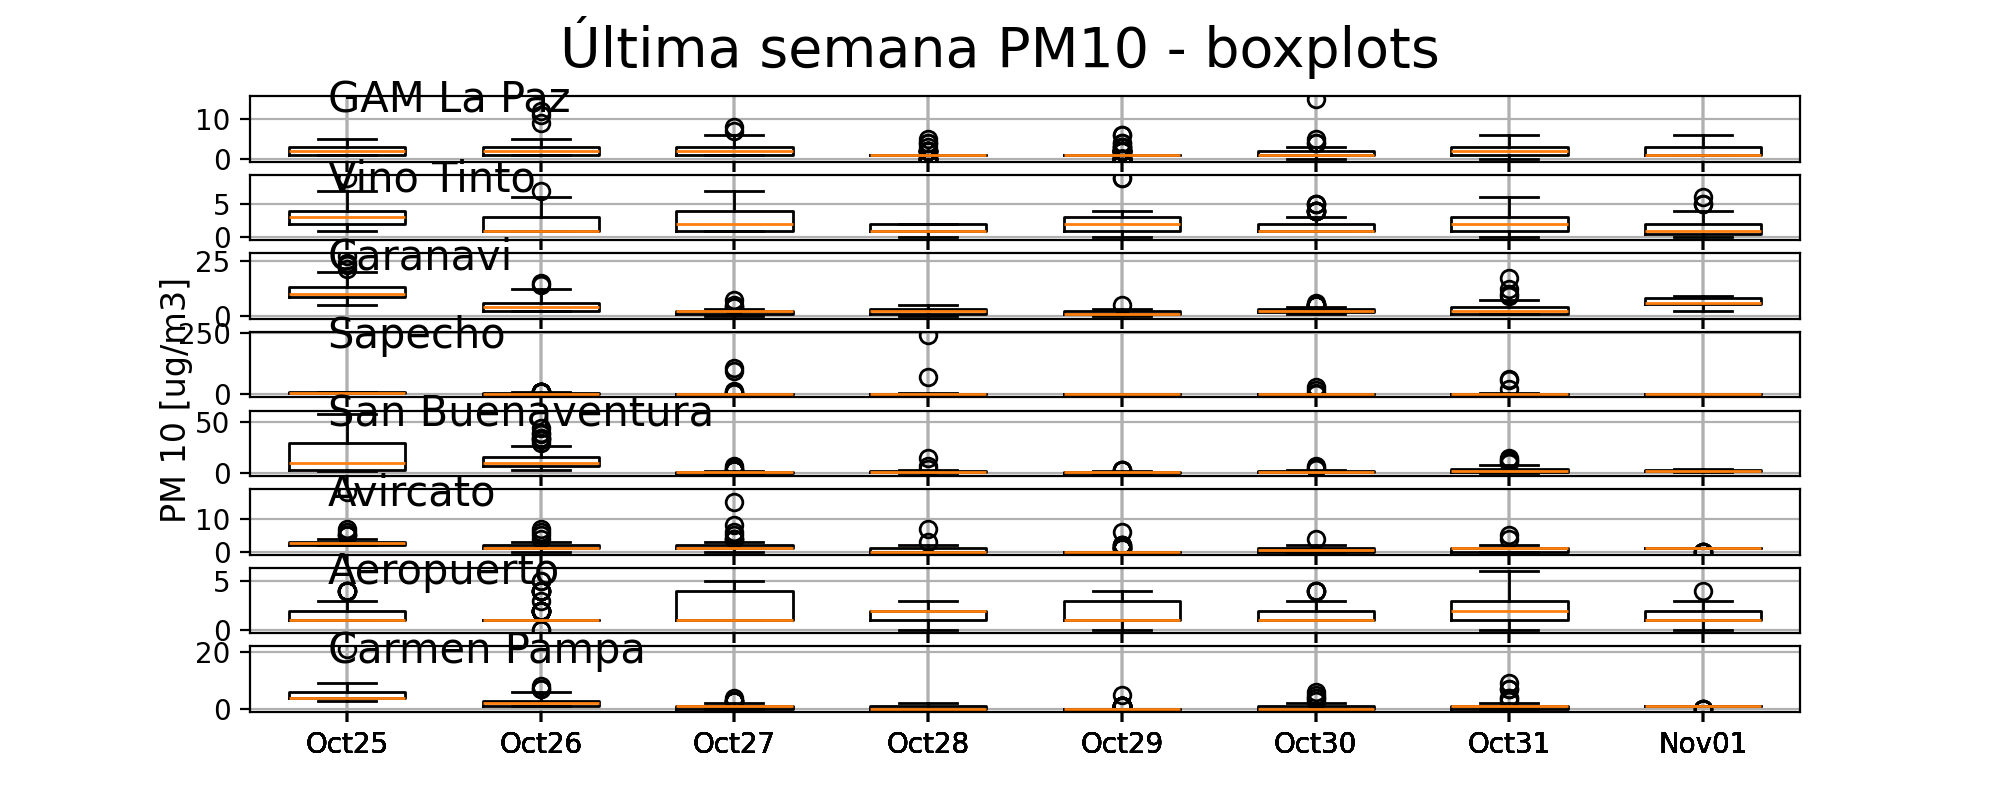 Última semana PM10 - boxplots
GAM La Paz
10
0
Vino Tinto
5
0
Caranavi
25
0
Sapecho
250
0
San Buenaventura
50
0
Avircato
10
0
Aeropuerto
5
0
Carmen Pampa
20
0
PM 10 [ug/m3]
Oct25 Oct26 Oct27 Oct28 Oct29 Oct30 Oct31 Nov01